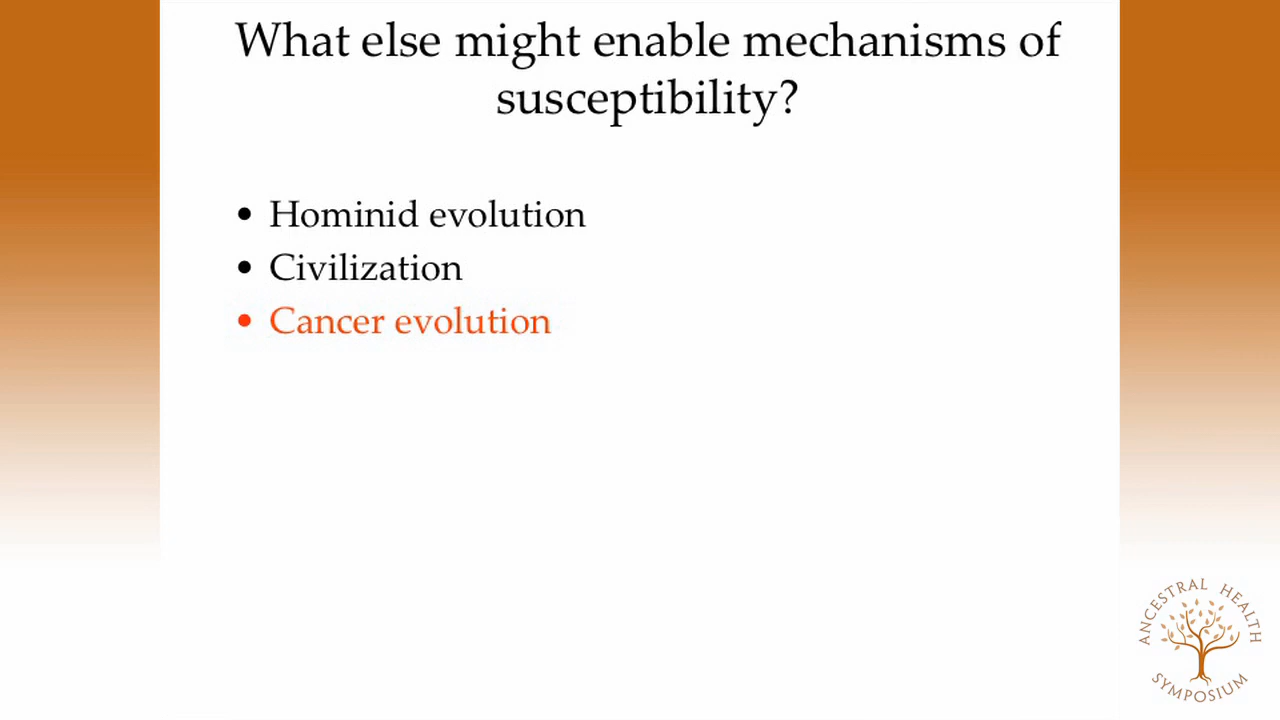 What else might enable mechanisms of
susceptibility?
• Hominid evolution
• Civilization
• Cancer evolution
ANCESTRAL HEALTH
SYMPOSIUM